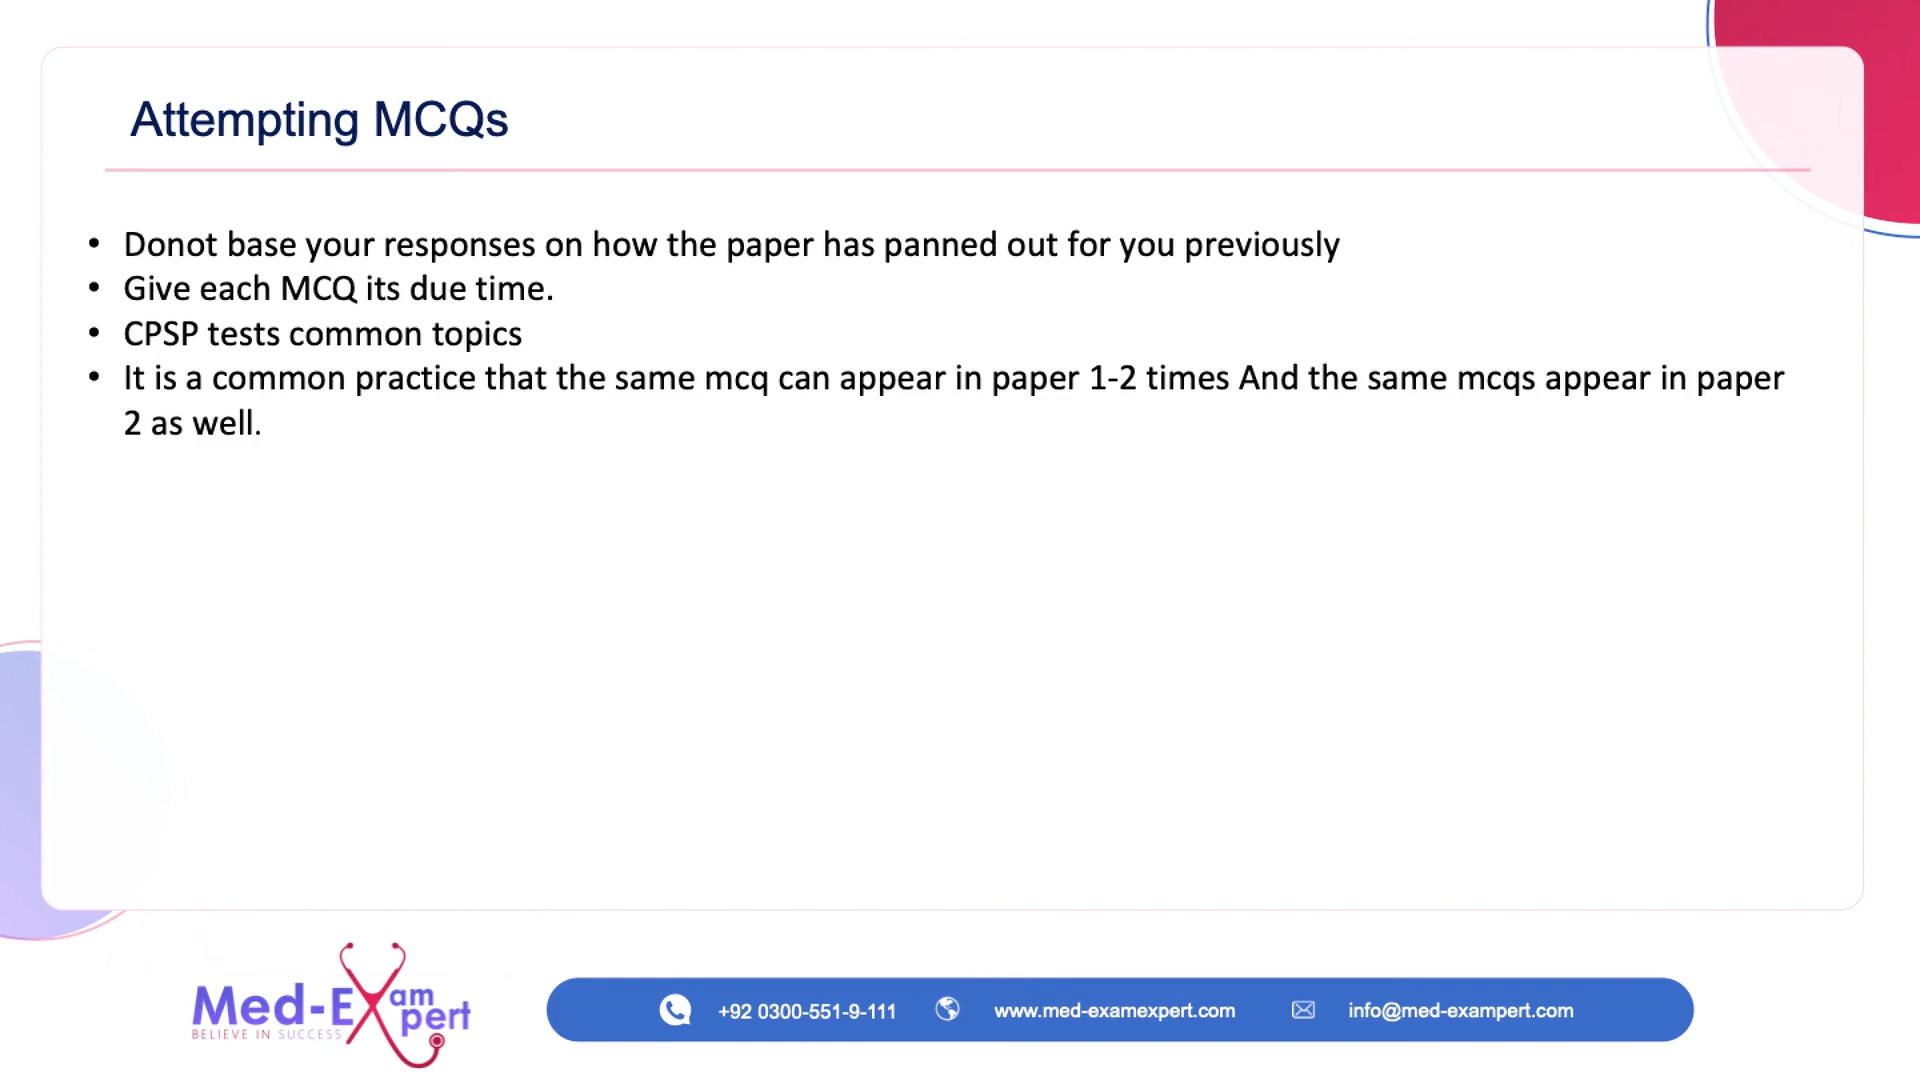 Attempting MCQs
• Donot base your responses on how the paper has panned out for you previously
• Give each MCQ its due time.
• CPSP tests common topics
• It is a common practice that the same mcq can appear in paper 1-2 times And the same mcqs appear in paper
2 as well.
Med-Exam
pert
BELIEVE IN SUCCESS
+92 0300-551-9-111
www.med-examexpert.com
info@med-exampert.com